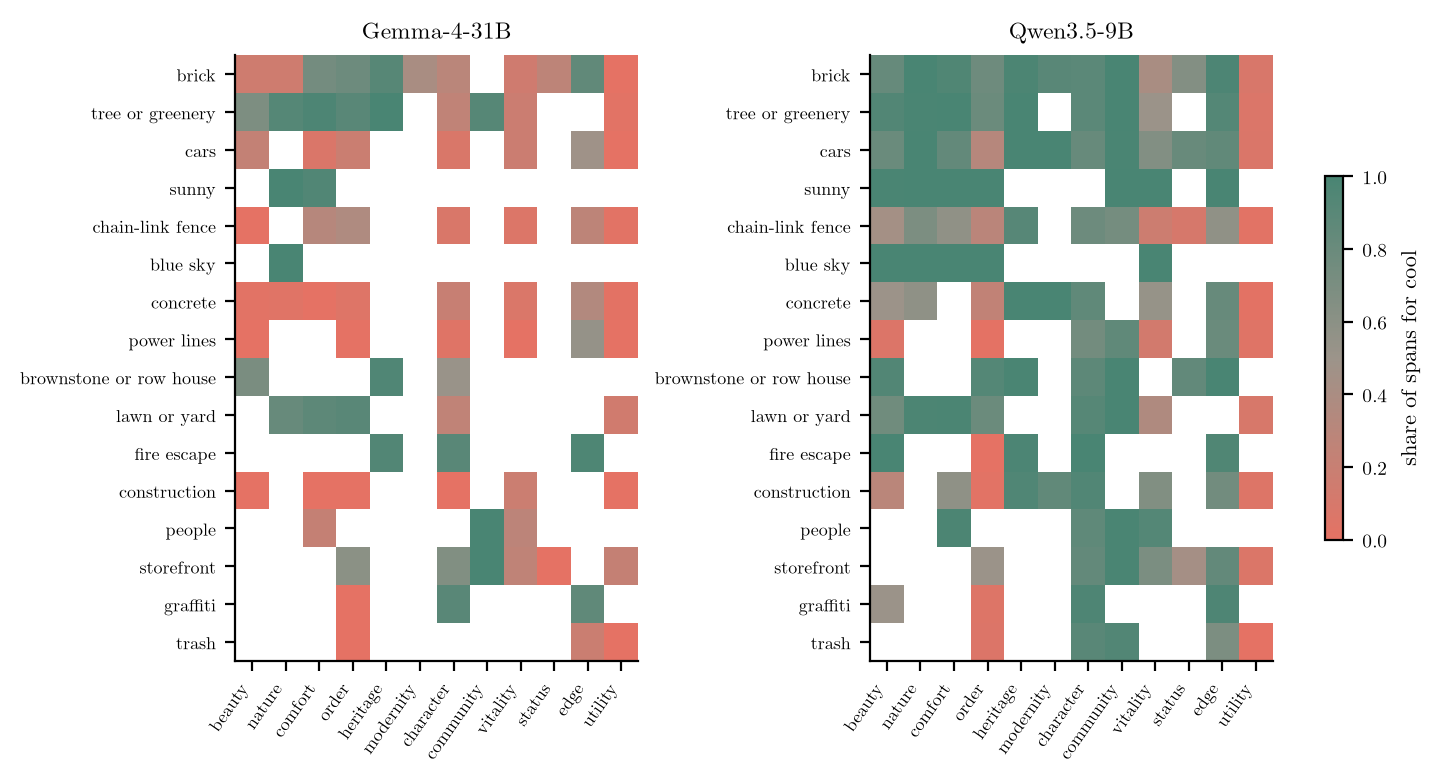 Gemma-4-31B
brick
tree or greenery
cars
sunny
chain-link fence
blue sky
concrete
power lines
brownstone or row house
lawn or yard
fire escape
construction
people
storefront
graffiti
trash
beauty
nature
comfort
order
heritage
modernity
character
community
vitality
status
edge
utility
Qwen3.5-9B
brick
tree or greenery
cars
sunny
chain-link fence
blue sky
concrete
power lines
brownstone or row house
lawn or yard
fire escape
construction
people
storefront
graffiti
trash
beauty
nature
comfort
order
heritage
modernity
character
community
vitality
status
edge
utility
1.0
0.8
0.6
0.4
0.2
0.0
share of spans for cool